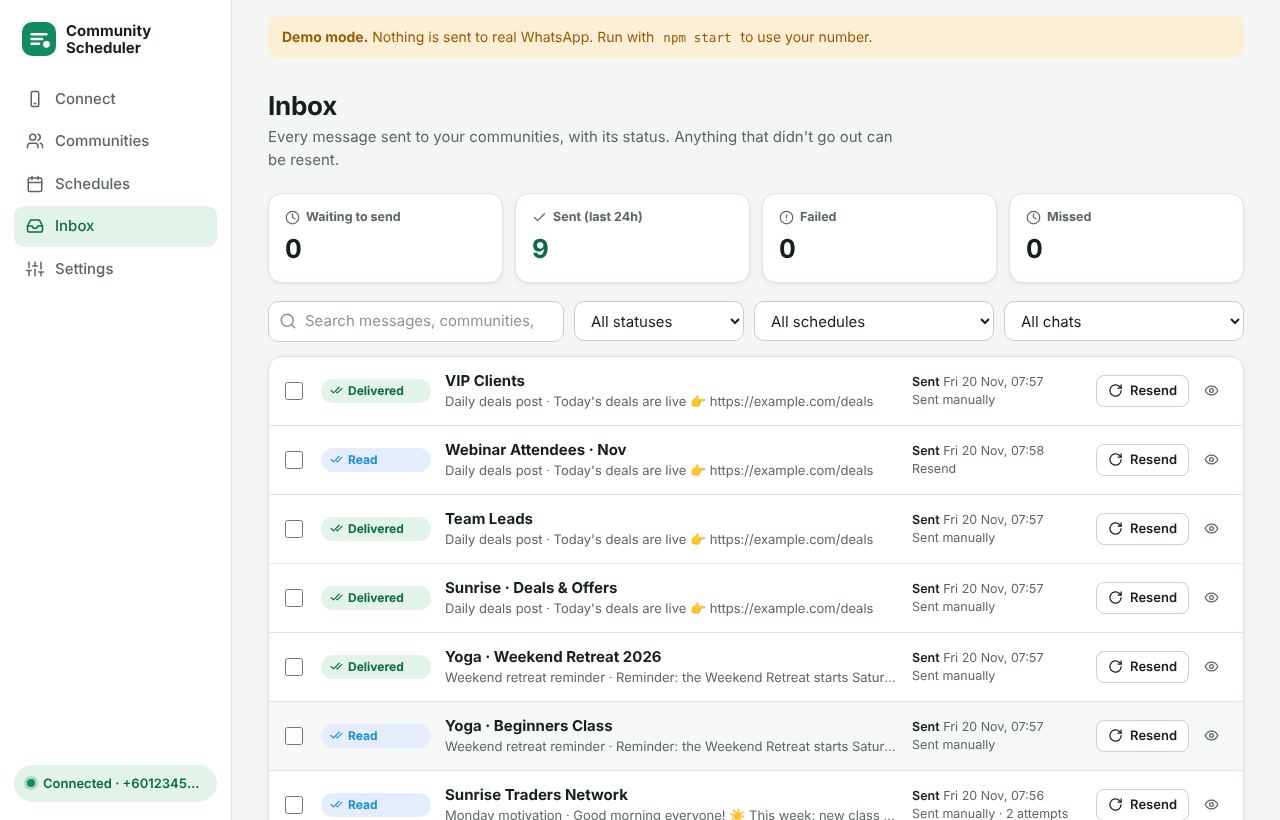 Community
Scheduler
Connect
Communities
Schedules
Inbox
Settings
Connected · +6012345...
Demo mode. Nothing is sent to real WhatsApp. Run with npm start to use your number.
Inbox
Every message sent to your communities, with its status. Anything that didn't go out can
be resent.
Waiting to send
0
Sent (last 24h)
9
Failed
0
Missed
0
Search messages, communities,
All statuses
All schedules
All chats
Delivered
VIP Clients
Daily deals post · Today's deals are live 👉 https://example.com/deals
Sent Fri 20 Nov, 07:57
Sent manually
Resend
Read
Webinar Attendees · Nov
Daily deals post · Today's deals are live 👉 https://example.com/deals
Sent Fri 20 Nov, 07:58
Resend
Resend
Delivered
Team Leads
Daily deals post · Today's deals are live 👉 https://example.com/deals
Sent Fri 20 Nov, 07:57
Sent manually
Resend
Delivered
Sunrise · Deals & Offers
Daily deals post · Today's deals are live 👉 https://example.com/deals
Sent Fri 20 Nov, 07:57
Sent manually
Resend
Delivered
Yoga · Weekend Retreat 2026
Weekend retreat reminder · Reminder: the Weekend Retreat starts Satur...
Sent Fri 20 Nov, 07:57
Sent manually
Resend
Read
Yoga · Beginners Class
Weekend retreat reminder · Reminder: the Weekend Retreat starts Satur...
Sent Fri 20 Nov, 07:57
Sent manually
Resend
Read
Sunrise Traders Network
Monday motivation · Good morning everyone! ☀️ This week: new class ...
Sent Fri 20 Nov, 07:56
Sent manually · 2 attempts
Resend